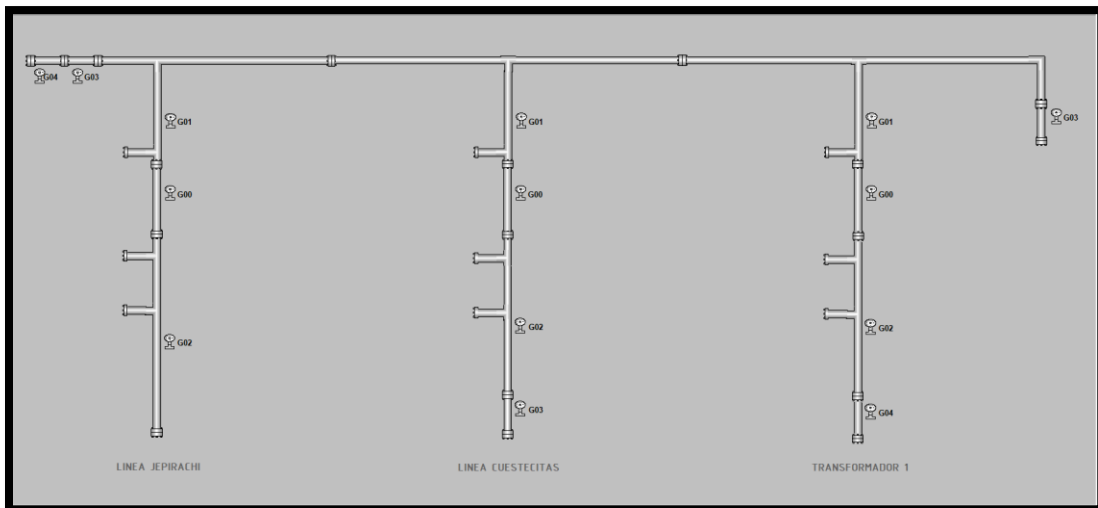 G04 G03
G03
G01 G01 G01
G00 G00 G00
G02 G02
G02
G03 G04
LINEA JEPIRACHI LINEA CUESTECITAS TRANSFORMADOR 1